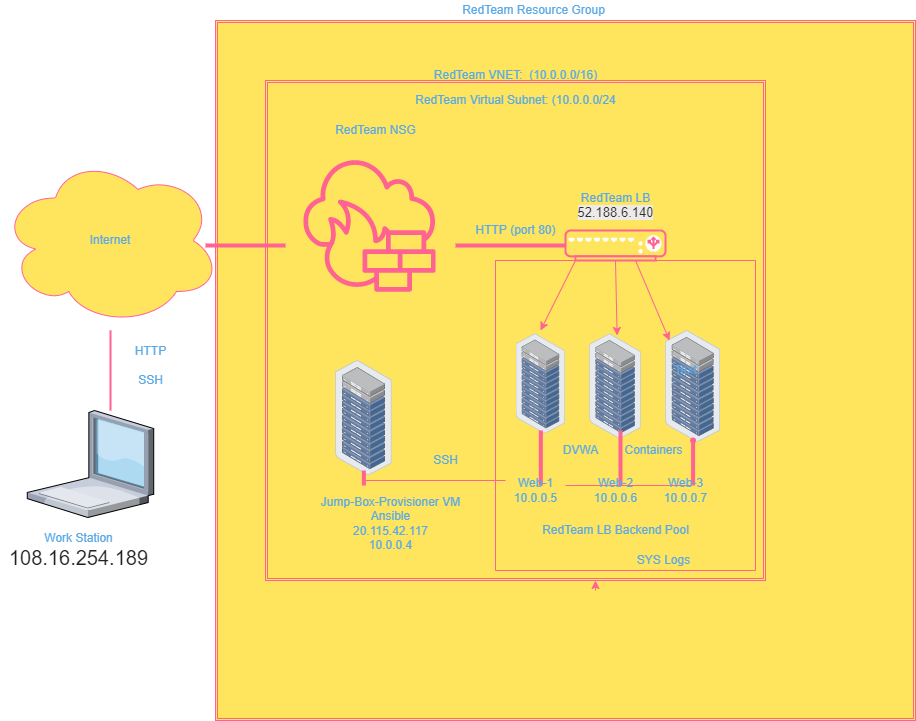 RedTeam Resource Group
RedTeam VNET: (10.0.0.0/16)
RedTeam Virtual Subnet: (10.0.0.0/24
RedTeam NSG
RedTeam LB
52.188.6.140
Internet
HTTP (port 80)
HTTP
SSH
SSH
DVWA
Containers
Web-1
10.0.0.5
Web-2
10.0.0.6
Web-3
10.0.0.7
Jump-Box-Provisioner VM
Ansible
20.115.42.117
10.0.0.4
RedTeam LB Backend Pool
SYS Logs
Work Station
108.16.254.189